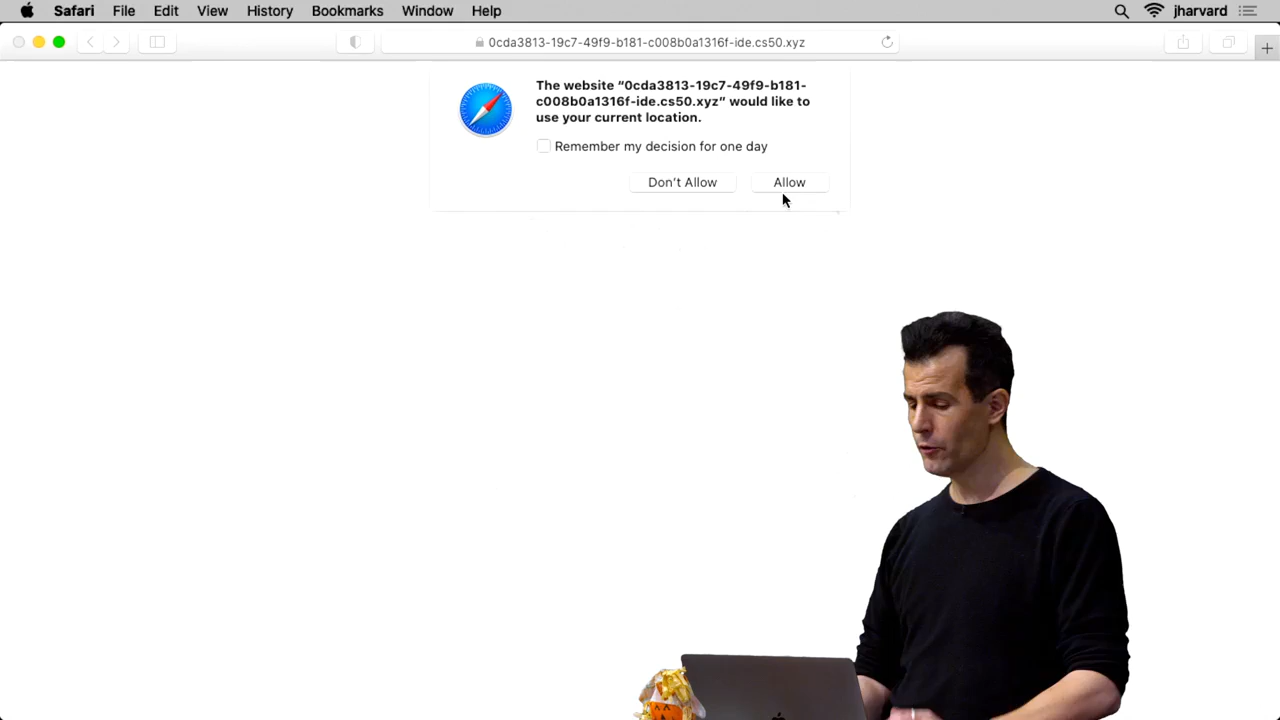 Safari File Edit View History Bookmarks Window Help jharvard
0cda3813-19c7-49f9-b181-c008b0a1316f-ide.cs50.xyz
The website “0cda3813-19c7-49f9-b181-
c008b0a1316f-ide.cs50.xyz” would like to
use your current location.
Remember my decision for one day
Don’t Allow Allow